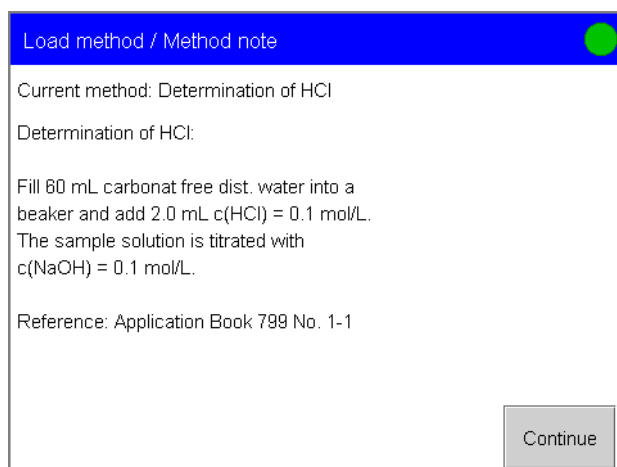 Load method / Method note
Current method: Determination of HCl
Determination of HCl:
Fill 60 mL carbonat free dist. water into a
beaker and add 2.0 mL c(HCl) = 0.1 mol/L.
The sample solution is titrated with
c(NaOH) = 0.1 mol/L.
Reference: Application Book 799 No. 1-1
Continue